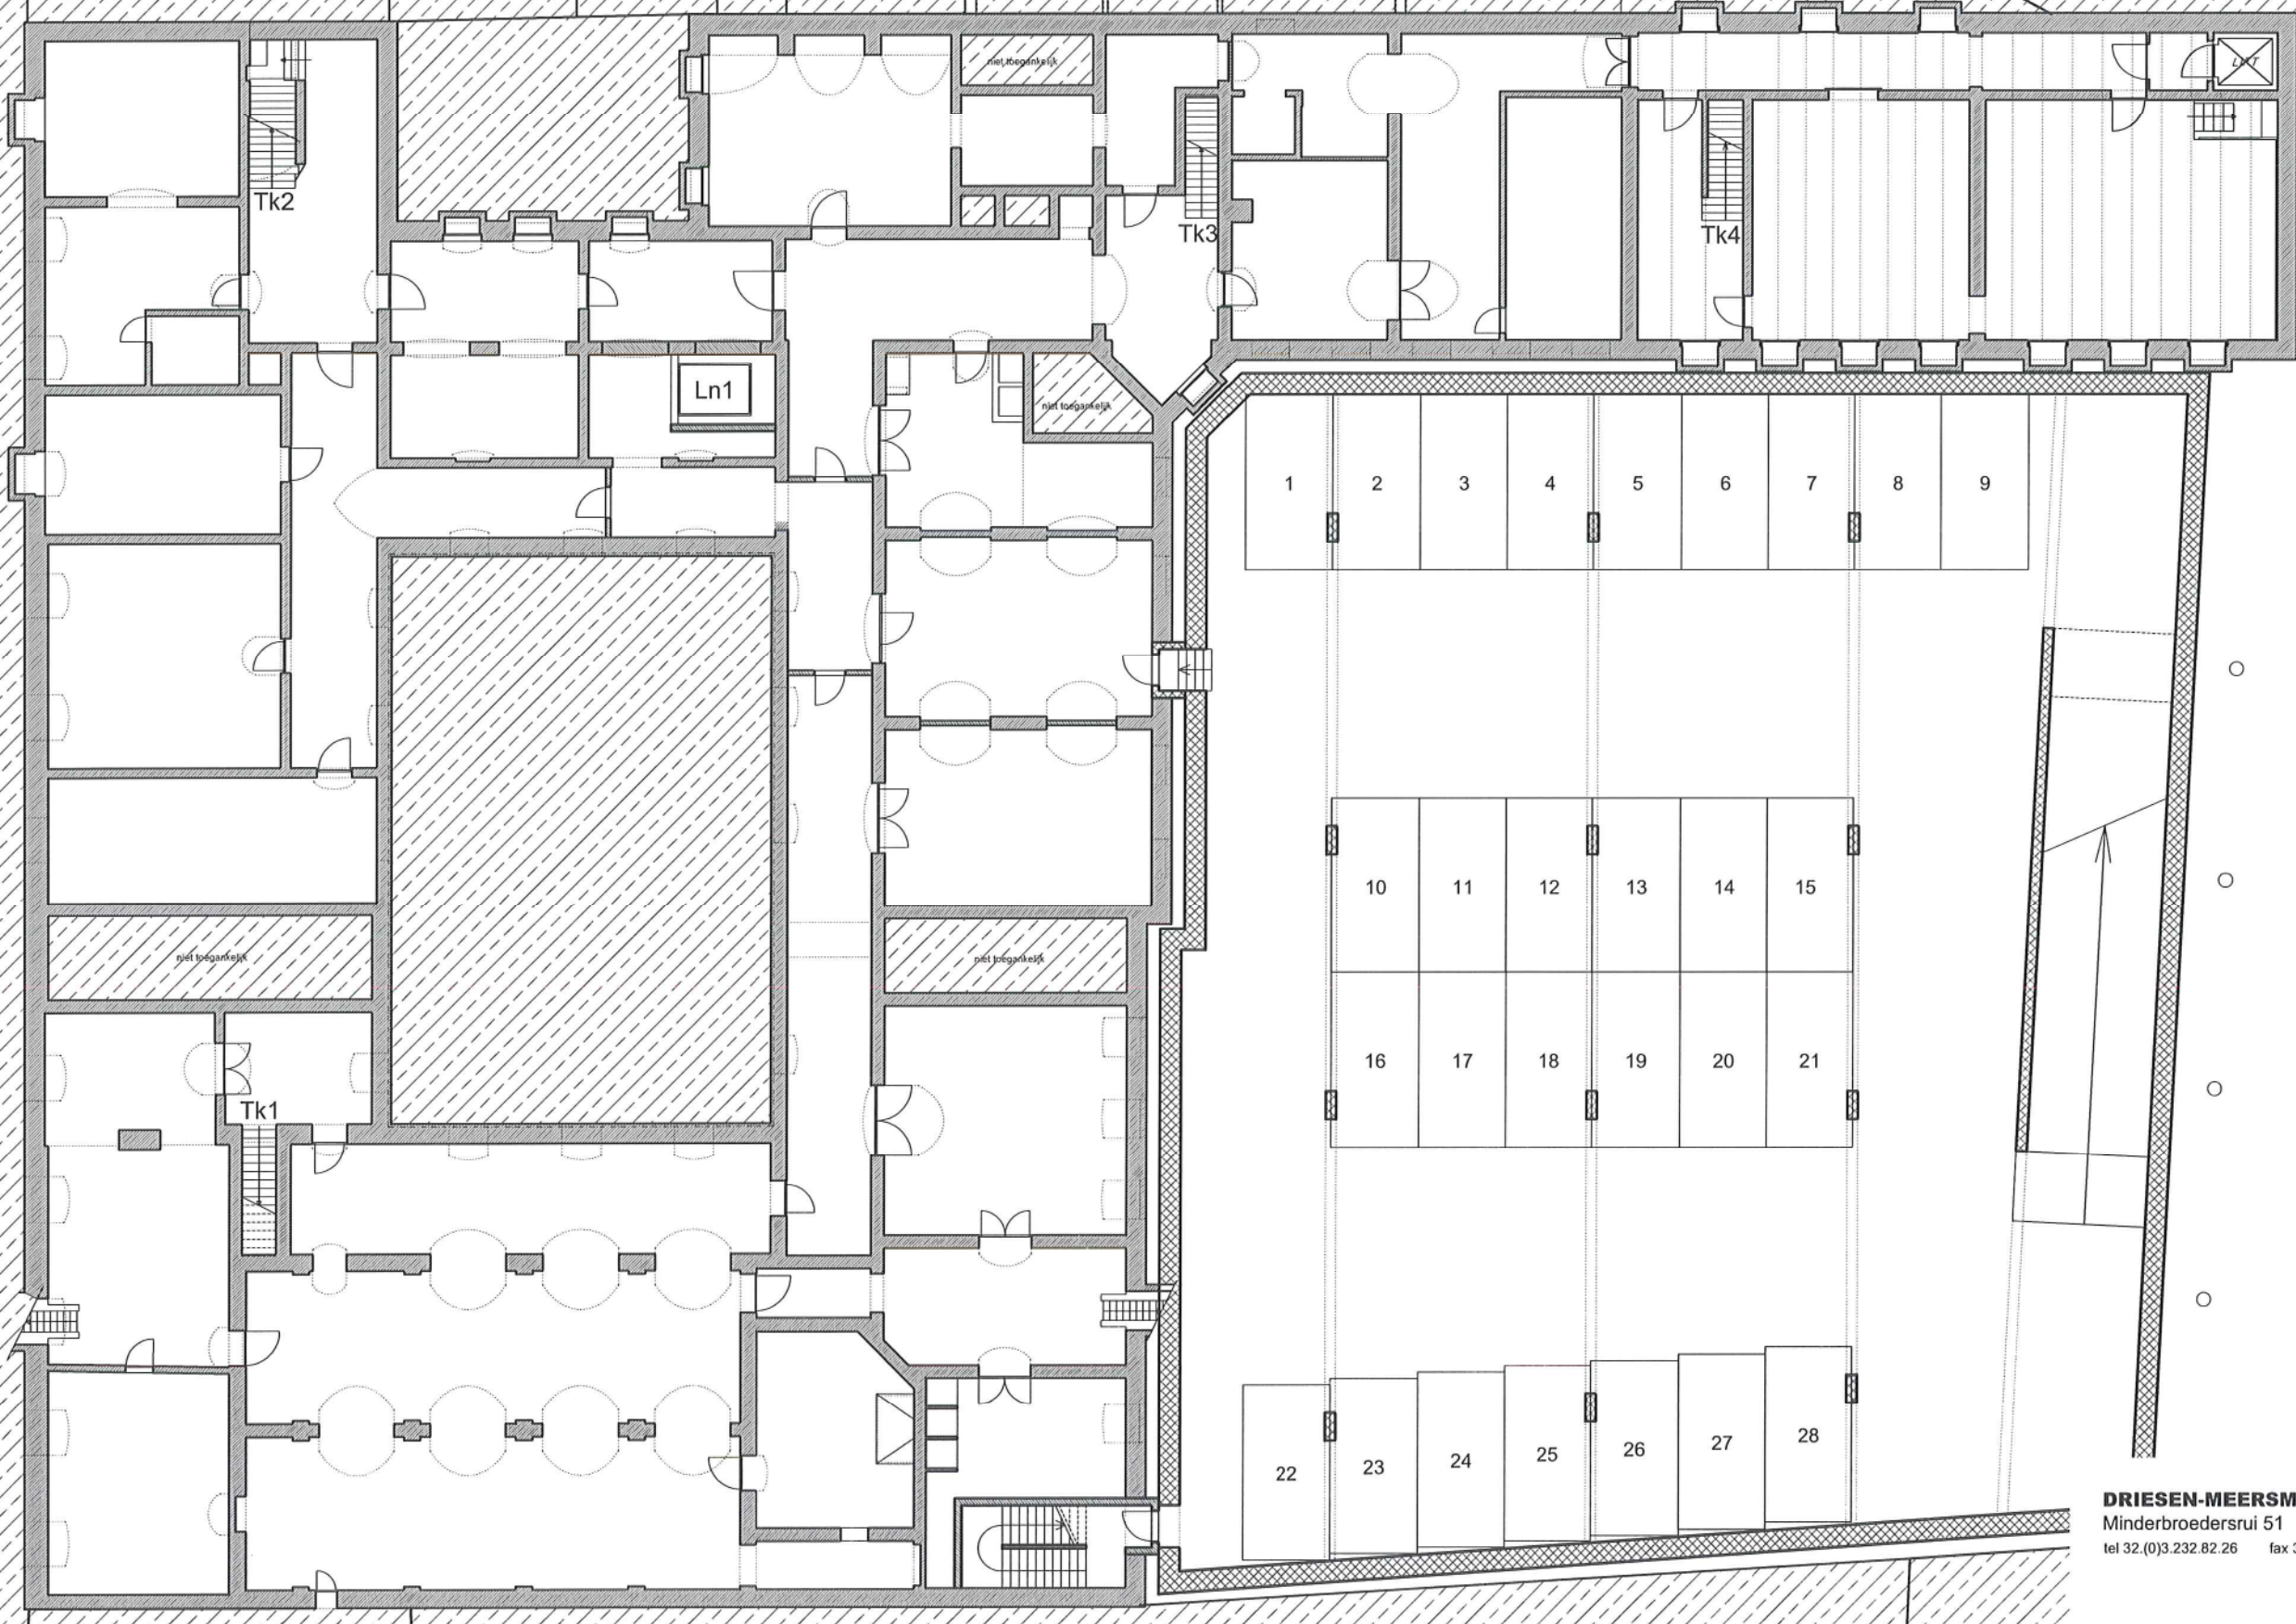 niet toegankelijk
LIFT
Tk2
Tk3
Tk4
Ln1
niet toegankelijk
1 2 3 4 5 6 7 8 9
10 11 12 13 14 15
niet toegankelijk
niet toegankelijk
16 17 18 19 20 21
Tk1
22 23 24 25 26 27 28
DRIESEN-MEERSM
Minderbroedersrui 51
tel 32.(0)3.232.82.26 fax